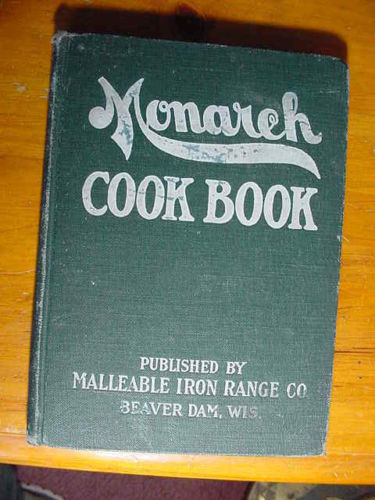 Monarch
COOK BOOK
PUBLISHED BY
MALLEABLE IRON RANGE CO
BEAVER DAM, WIS.